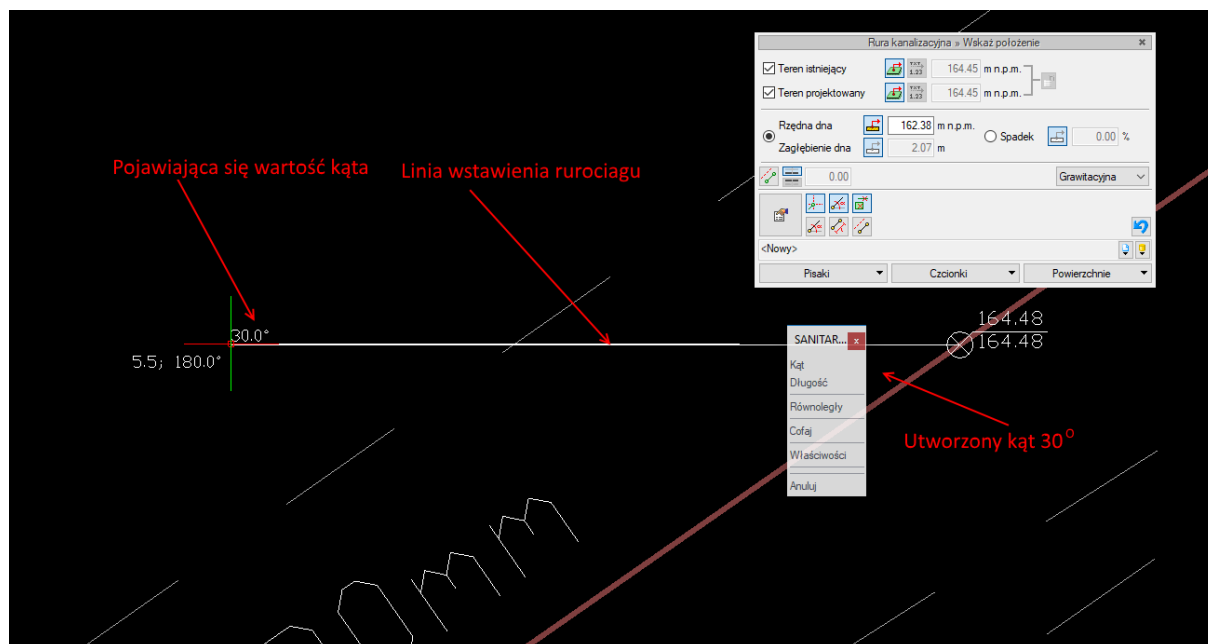 Rura kanalizacyjna » Wskaż położenie
Teren istniejący 164.45 m n.p.m.
Teren projektowany 164.45 m n.p.m.
Rzędna dna 162.38 m n.p.m.
Spadek 0.00 %
Zagłębienie dna 2.07 m
0.00 Grawitacyjna
<Nowy>
Pisaki Czcionki Powierzchnie
Pojawiająca się wartość kąta
Linia wstawienia rurociagu
30.0°
5.5; 180.0°
164.48
164.48
SANITAR... x
Kąt
Długość
Równoległy
Cofaj
Właściwości
Anuluj
Utworzony kąt 30°